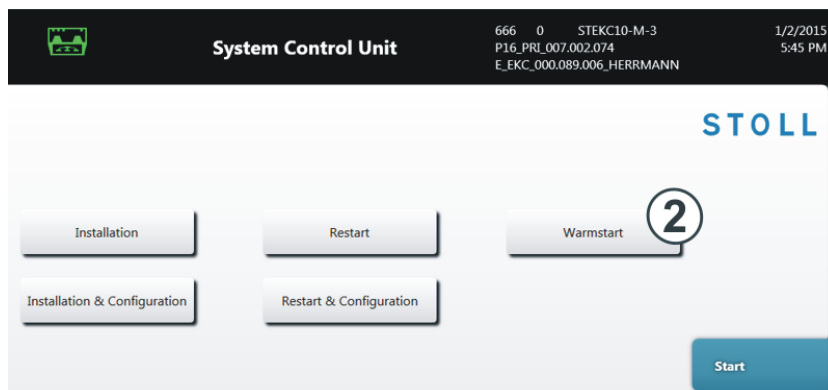 System Control Unit
666 0 STEKC10-M-3
P16_PRI_007.002.074
E_EKC_000.089.006_HERRMANN
1/2/2015
5:45 PM
STOLL
Installation
Restart
Warmstart
2
Installation & Configuration
Restart & Configuration
Start